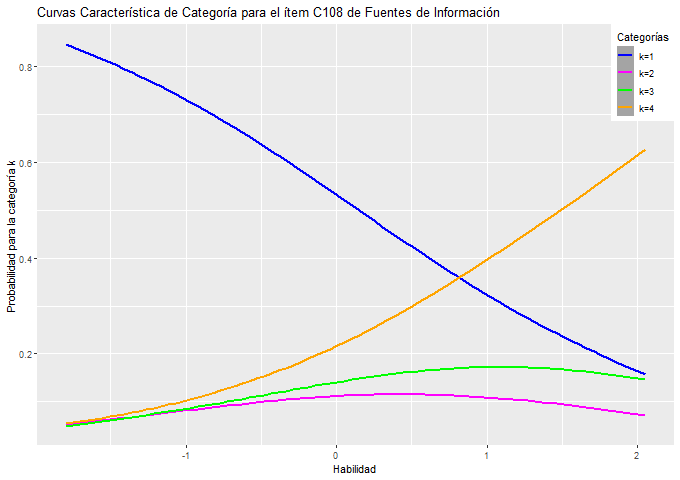 Curvas Característica de Categoría para el ítem C108 de Fuentes de Información
Categorías
k=1
k=2
k=3
k=4
Probabilidad para la categoría k
0.8
0.6
0.4
0.2
-1
0
1
2
Habilidad